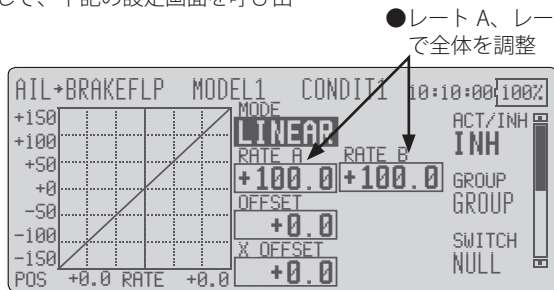 して、下記の設定画面を呼び出
●レート A、レー
で全体を調整
AIL→BRAKEFLP MODEL1 CONDIT1 10:10:00 100%
+150
+100
+50
+0
-50
-100
-150
POS +0.0 RATE +0.0
MODE
LINEAR
RATE A RATE B
+100.0 +100.0
OFFSET
+0.0
X OFFSET
+0.0
ACT/INH
INH
GROUP
GROUP
SWITCH
NULL